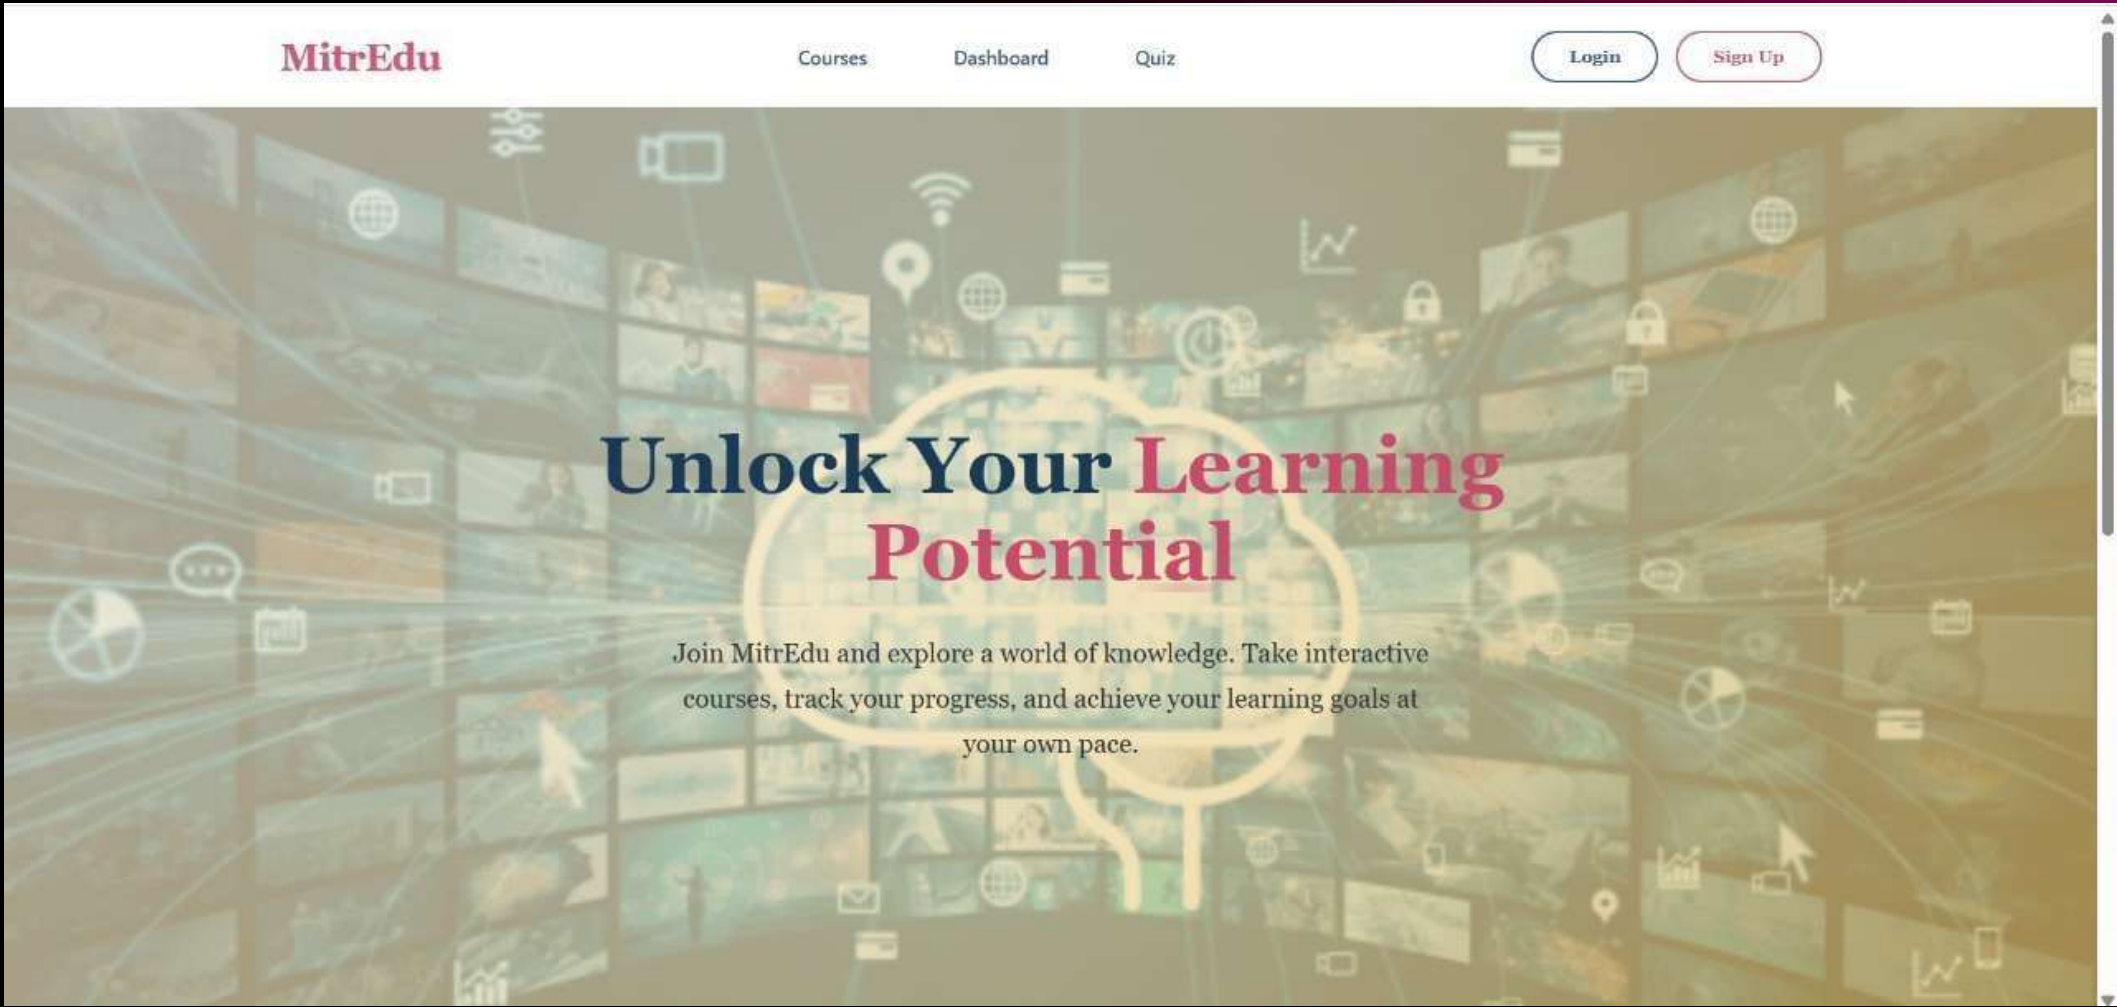 MitrEdu
Courses
Dashboard
Quiz
Login
Sign Up
Unlock Your Learning
Potential
Join MitrEdu and explore a world of knowledge. Take interactive
courses, track your progress, and achieve your learning goals at
your own pace.